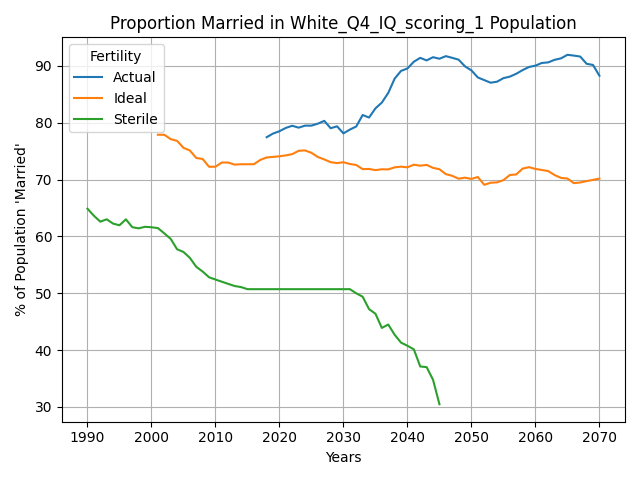 Proportion Married in White_Q4_IQ_scoring_1 Population
% of Population 'Married'
Fertility
Actual
Ideal
Sterile
90
80
70
60
50
40
30
1990 2000 2010 2020 2030 2040 2050 2060 2070
Years